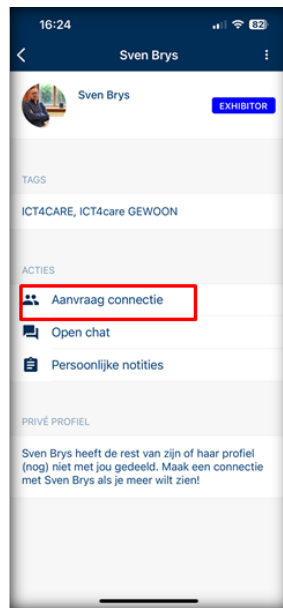 16:24
82
Sven Brys
Sven Brys
EXHIBITOR
TAGS
ICT4CARE, ICT4care GEWOON
ACTIES
Aanvraag connectie
Open chat
Persoonlijke notities
PRIVÉ PROFIEL
Sven Brys heeft de rest van zijn of haar profiel
(nog) niet met jou gedeeld. Maak een connectie
met Sven Brys als je meer wilt zien!